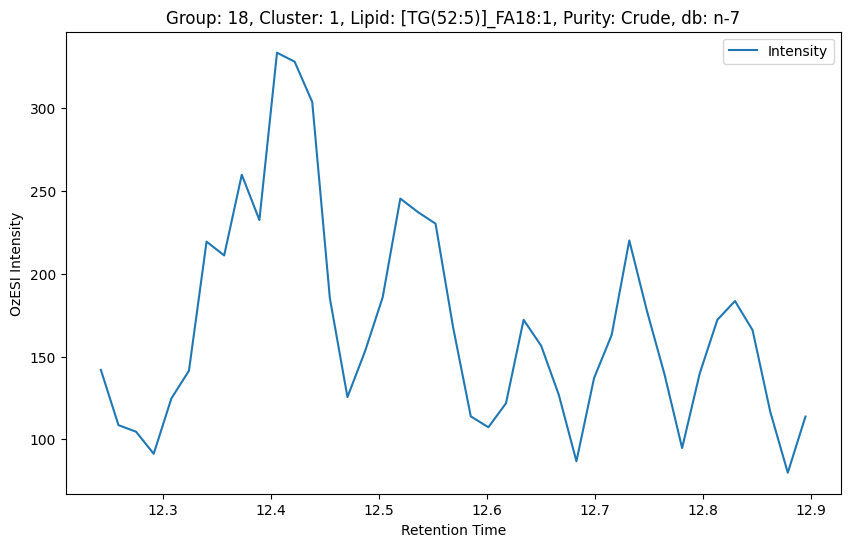 Group: 18, Cluster: 1, Lipid: [TG(52:5)]_FA18:1, Purity: Crude, db: n-7
Intensity
300
250
200
150
100
OzESI Intensity
12.3 12.4 12.5 12.6 12.7 12.8 12.9
Retention Time